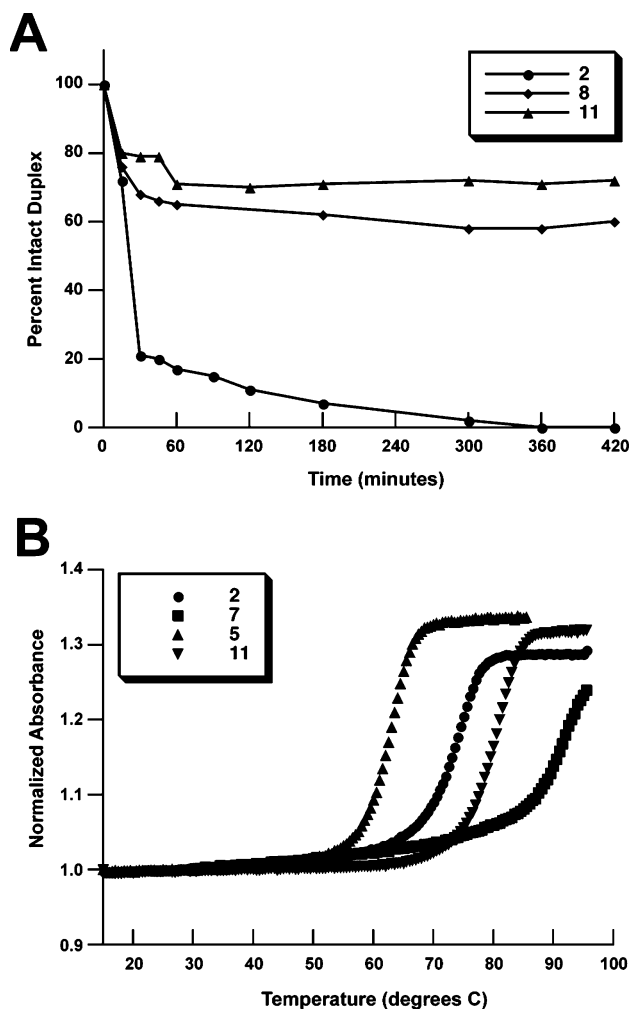 A
Percent Intact Duplex
100
80
60
40
20
0
0 60 120 180 240 300 360 420
Time (minutes)
2
8
11
B
Normalized Absorbance
1.4
1.3
1.2
1.1
1.0
0.9
20 30 40 50 60 70 80 90 100
Temperature (degrees C)
2
7
5
11